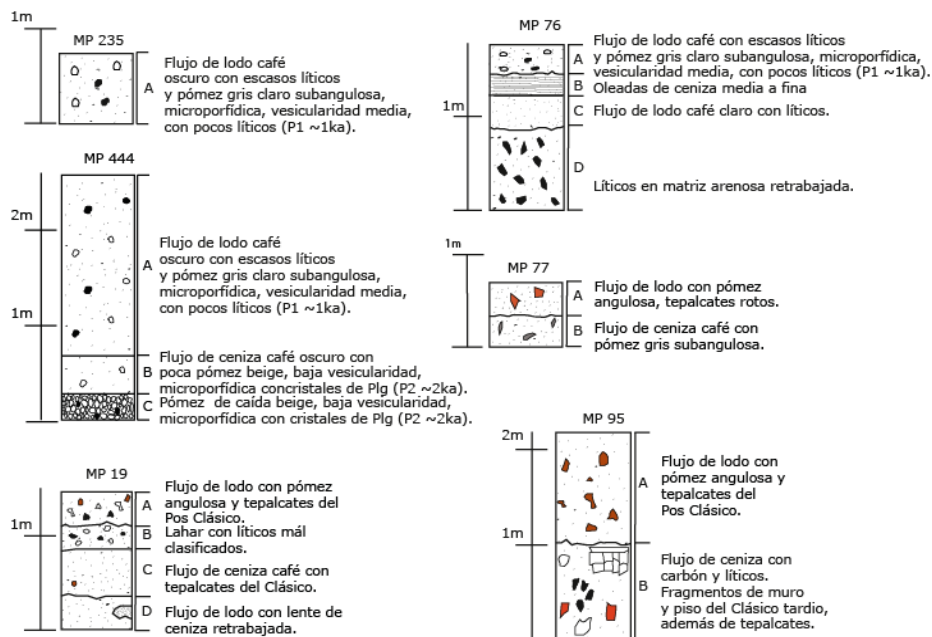 1m
MP 235
A
Flujo de lodo café
oscuro con escasos líticos
y pómez gris claro subangulosa,
microporfídica, vesicularidad media,
con pocos líticos (P1 ~1ka).
MP 444
2m
1m
A
Flujo de lodo café
oscuro con escasos líticos
y pómez gris claro subangulosa,
microporfídica, vesicularidad media,
con pocos líticos (P1 ~1ka).
B
Flujo de ceniza café oscuro con
poca pómez beige, baja vesicularidad,
microporfídica concristales de Plg (P2 ~2ka).
C
Pómez de caída beige, baja vesicularidad,
microporfídica con cristales de Plg (P2 ~2ka).
MP 19
1m
A
Flujo de lodo con pómez
angulosa y tepalcates del
Pos Clásico.
B
Lahar con líticos mál
clasificados.
C
Flujo de ceniza café con
tepalcates del Clásico.
D
Flujo de lodo con lente de
ceniza retrabajada.
MP 76
1m
A
Flujo de lodo café con escasos líticos
y pómez gris claro subangulosa, microporfídica,
vesicularidad media, con pocos líticos (P1 ~1ka).
B
Oleadas de ceniza media a fina
C
Flujo de lodo café claro con líticos.
D
Líticos en matriz arenosa retrabajada.
1m
MP 77
A
Flujo de lodo con pómez
angulosa, tepalcates rotos.
B
Flujo de ceniza café con
pómez gris subangulosa.
MP 95
2m
1m
A
Flujo de lodo con
pómez angulosa y
tepalcates del
Pos Clásico.
B
Flujo de ceniza con
carbón y líticos.
Fragmentos de muro
y piso del Clásico tardio,
además de tepalcates.